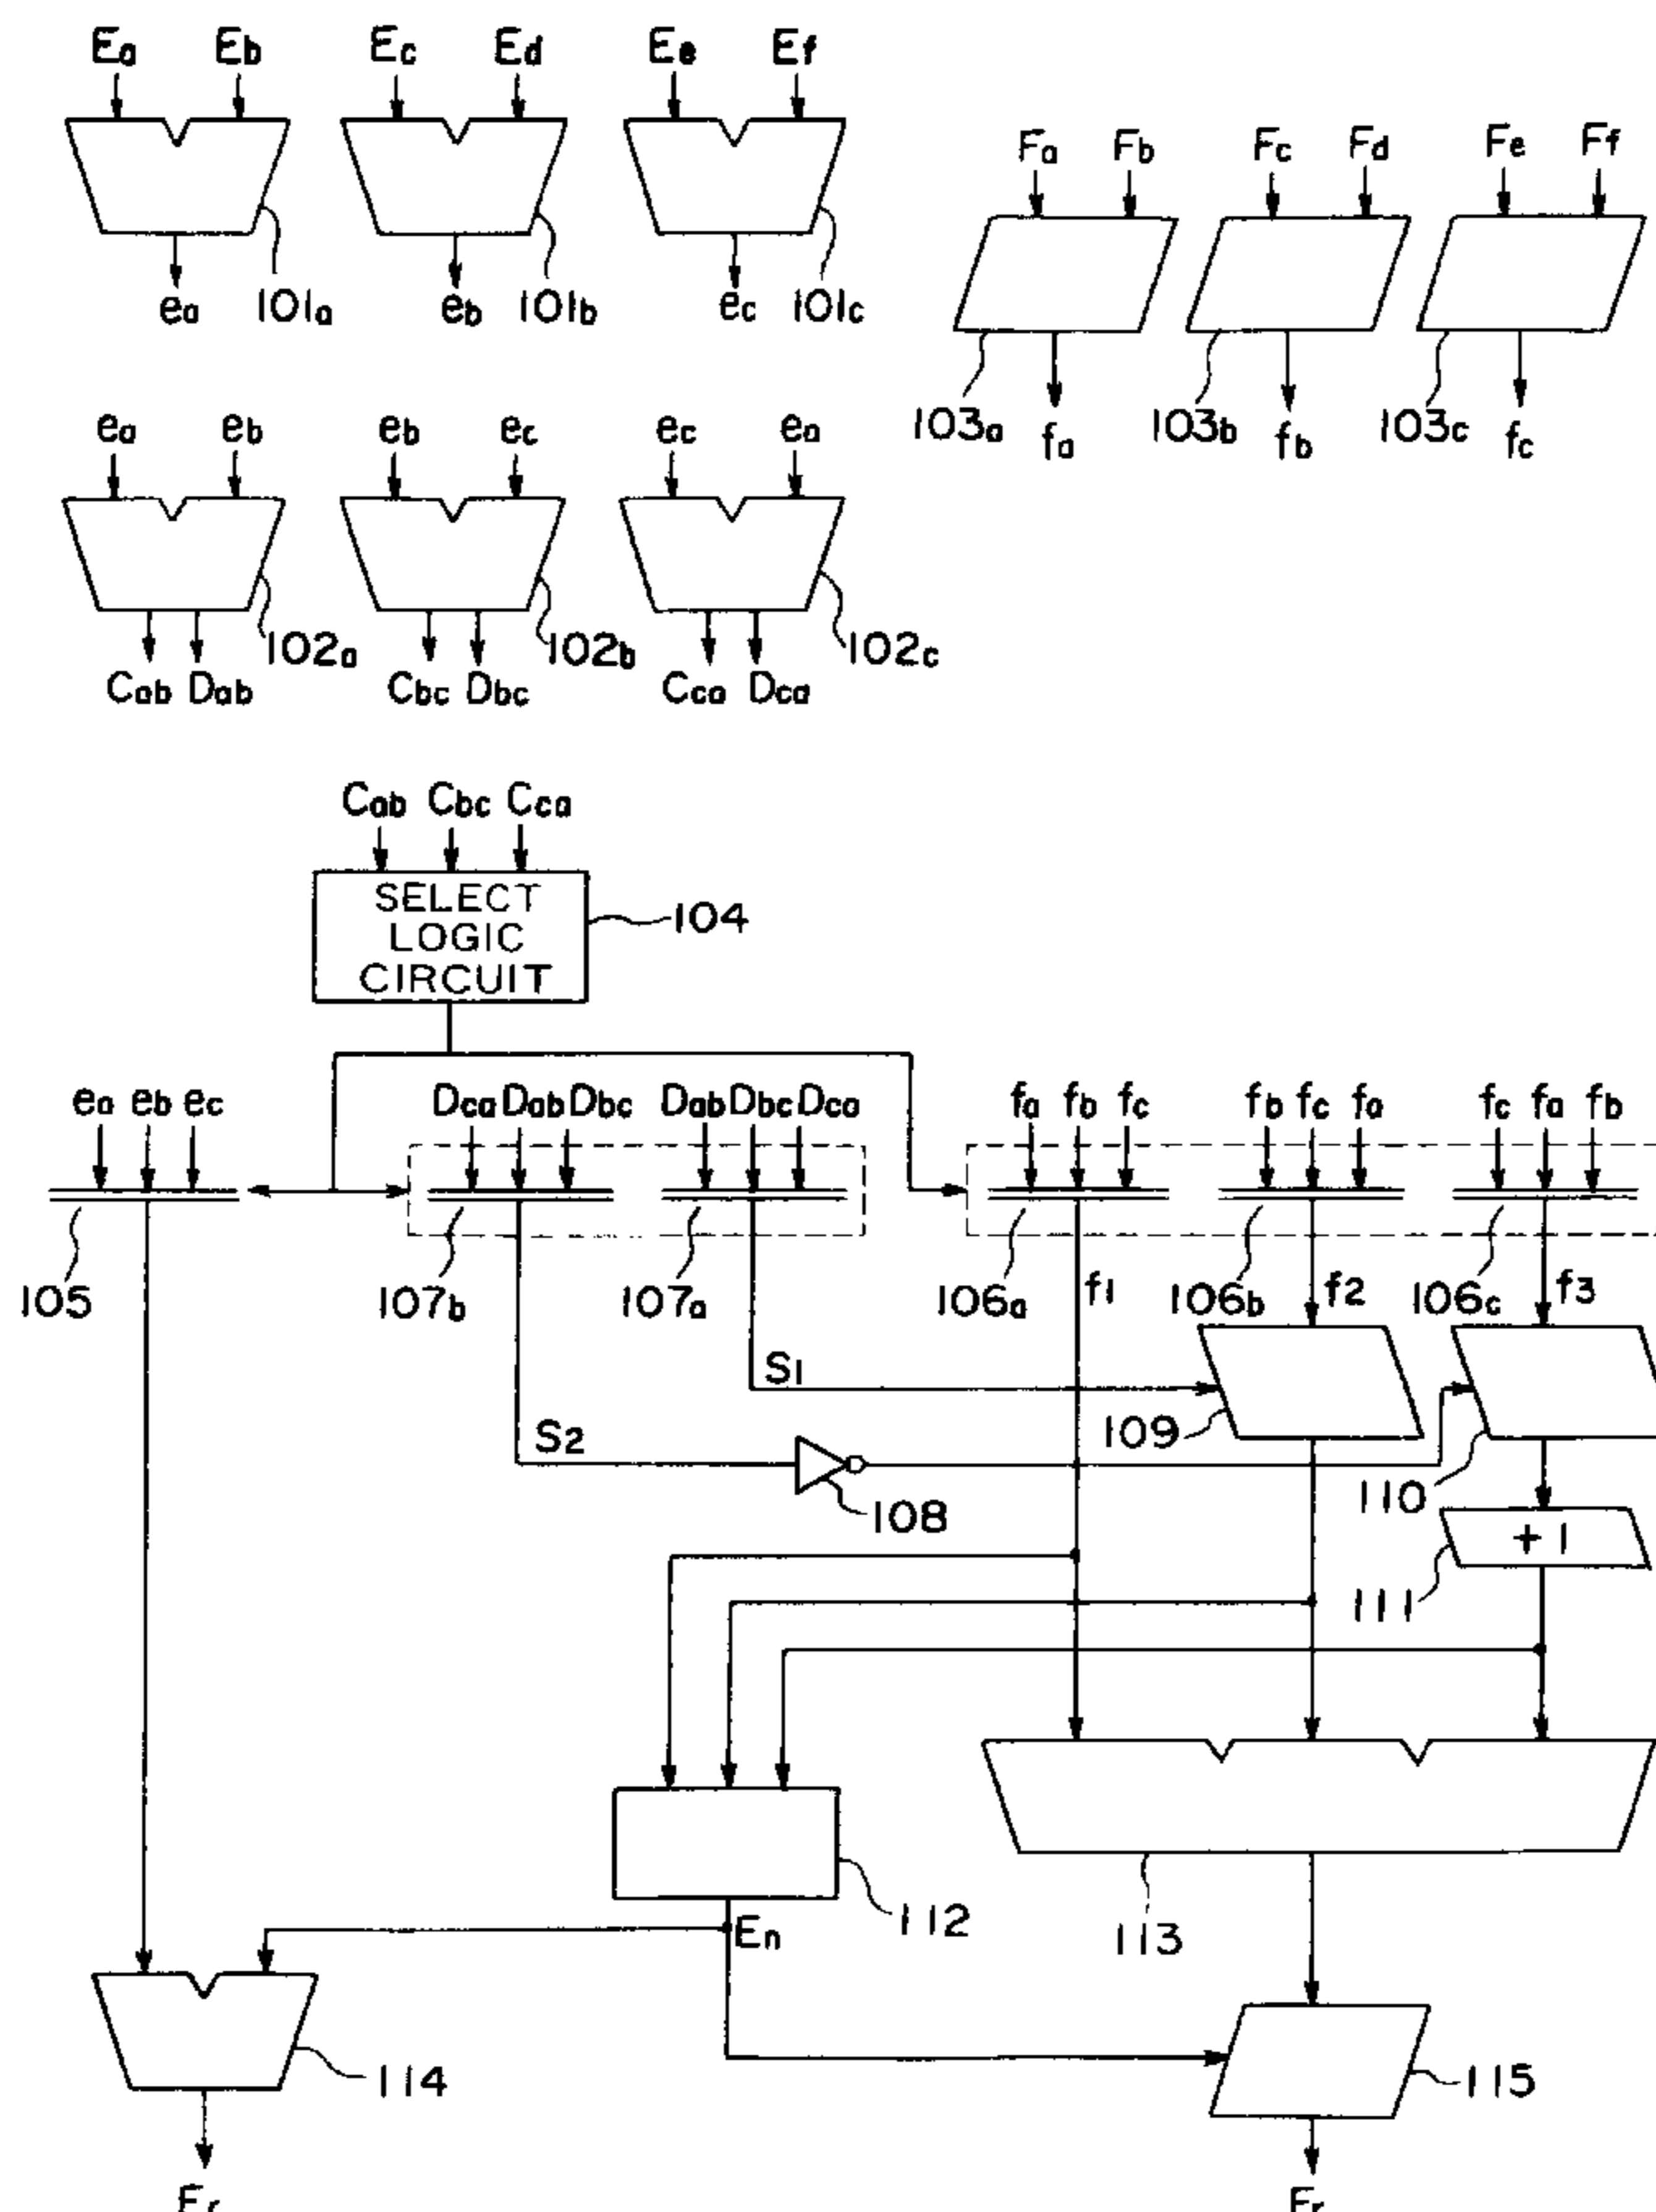 Ea Eb Ec Ed Ee Ef
Fa Fb Fc Fd Fe Ff
ea 101a eb 101b ec 101c
103a fa 103b fb 103c fc
ea eb eb ec ec ea
102a 102b 102c
Cab Dab Cbc Dbc Cca Dca
Cab Cbc Cca
SELECT
LOGIC
CIRCUIT
104
ea eb ec Dca Dab Dbc Dab Dbc Dca fa fb fc fb fc fa fc fa fb
105 107b 107a 106a f1 106b f2 106c f3
S1
109
S2
110
108
+1
111
112
En
113
114
115